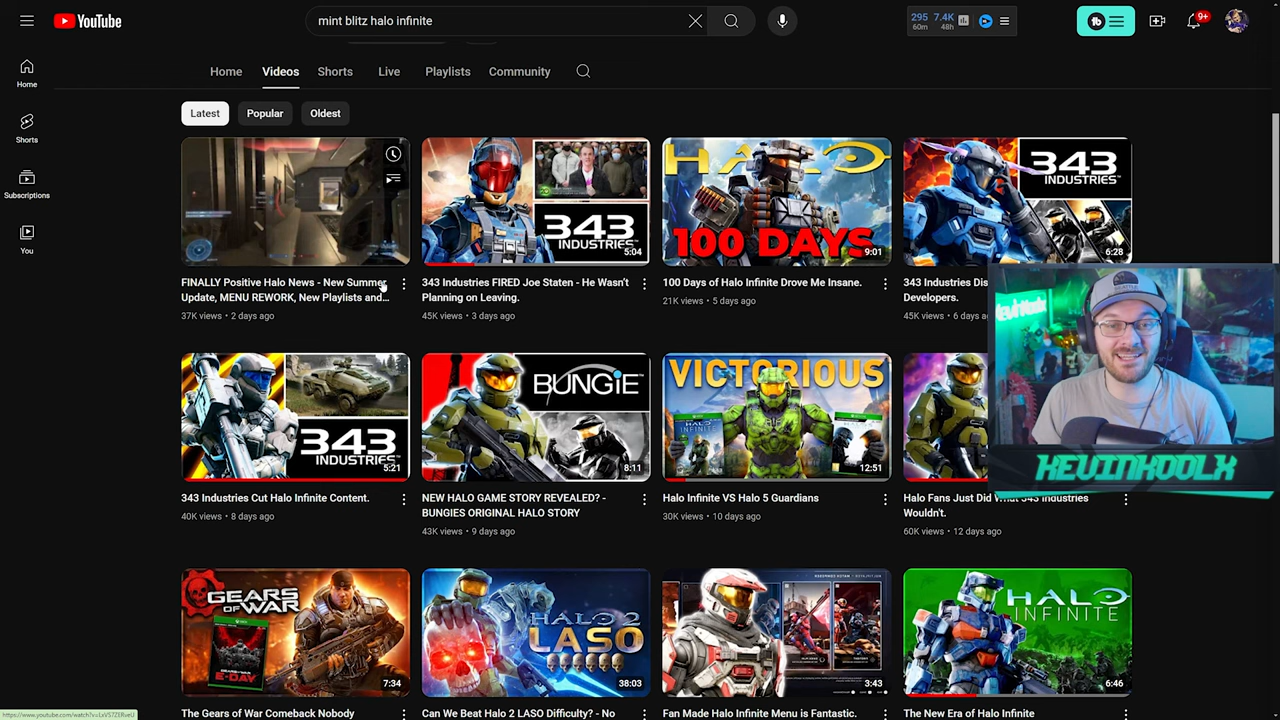 YouTube
mint blitz halo infinite
295 7.4K
60m 48h
9+
Home
Shorts
Subscriptions
You
Home Videos Shorts Live Playlists Community
Latest Popular Oldest
343
INDUSTRIES
5:04
HALO
100 DAYS
9:01
343
INDUSTRIES
6:28
FINALLY Positive Halo News - New Summer
Update, MENU REWORK, New Playlists and...
37K views • 2 days ago
343 Industries FIRED Joe Staten - He Wasn't
Planning on Leaving.
45K views • 3 days ago
100 Days of Halo Infinite Drove Me Insane.
21K views • 5 days ago
343 Industries Dis
Developers.
45K views • 6 days ag
KEVINKOOLX
343
INDUSTRIES
5:21
BUNGIE
8:11
VICTORIOUS
12:51
343 Industries Cut Halo Infinite Content.
40K views • 8 days ago
NEW HALO GAME STORY REVEALED? -
BUNGIES ORIGINAL HALO STORY
43K views • 9 days ago
Halo Infinite VS Halo 5 Guardians
30K views • 10 days ago
Halo Fans Just Did What 343 Industries
Wouldn't.
60K views • 12 days ago
GEARS
OF WAR
E-DAY
7:34
HALO 2
LASO
38:03
3:43
HALO
INFINITE
6:46
The Gears of War Comeback Nobody
Can We Beat Halo 2 LASO Difficulty? - No
Fan Made Halo Infinite Menu is Fantastic.
The New Era of Halo Infinite